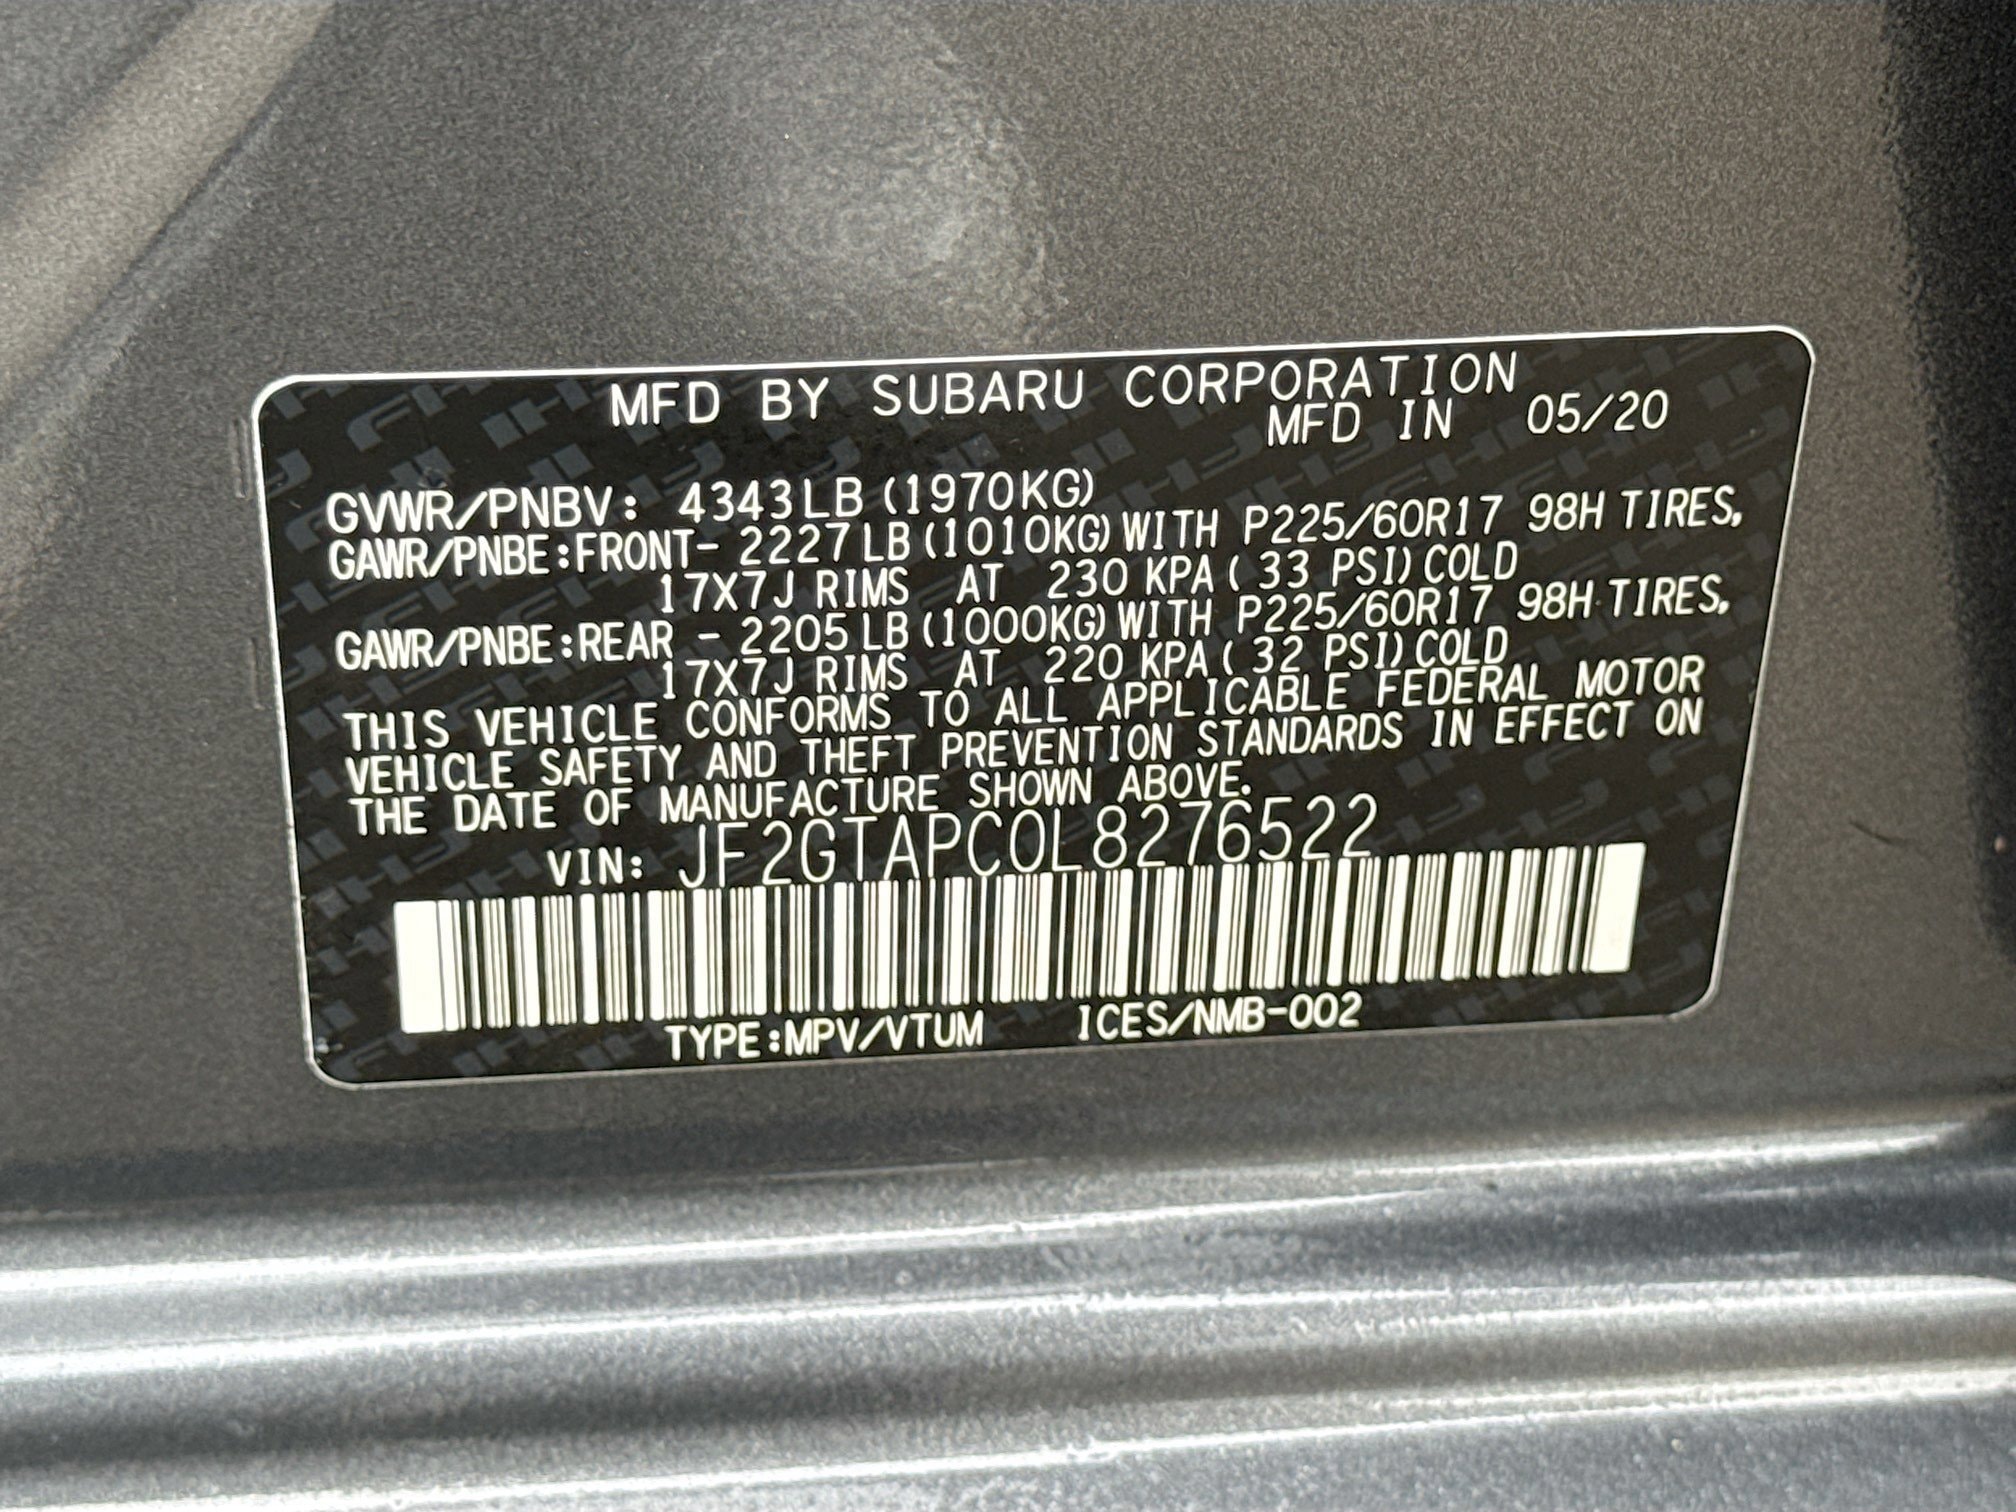 MFD BY SUBARU CORPORATION
MFD IN 05/20
GVWR/PNBV: 4343LB (1970KG)
GAWR/PNBE:FRONT- 2227LB(1010KG)WITH P225/60R17 98H TIRES,
17X7J RIMS AT 230 KPA( 33 PSI)COLD
GAWR/PNBE:REAR - 2205LB(1000KG)WITH P225/60R17 98H TIRES,
17X7J RIMS AT 220 KPA( 32 PSI)COLD
THIS VEHICLE CONFORMS TO ALL APPLICABLE FEDERAL MOTOR
VEHICLE SAFETY AND THEFT PREVENTION STANDARDS IN EFFECT ON
THE DATE OF MANUFACTURE SHOWN ABOVE.
VIN: JF2GTAPC0L8276522
TYPE:MPV/VTUM ICES/NMB-002